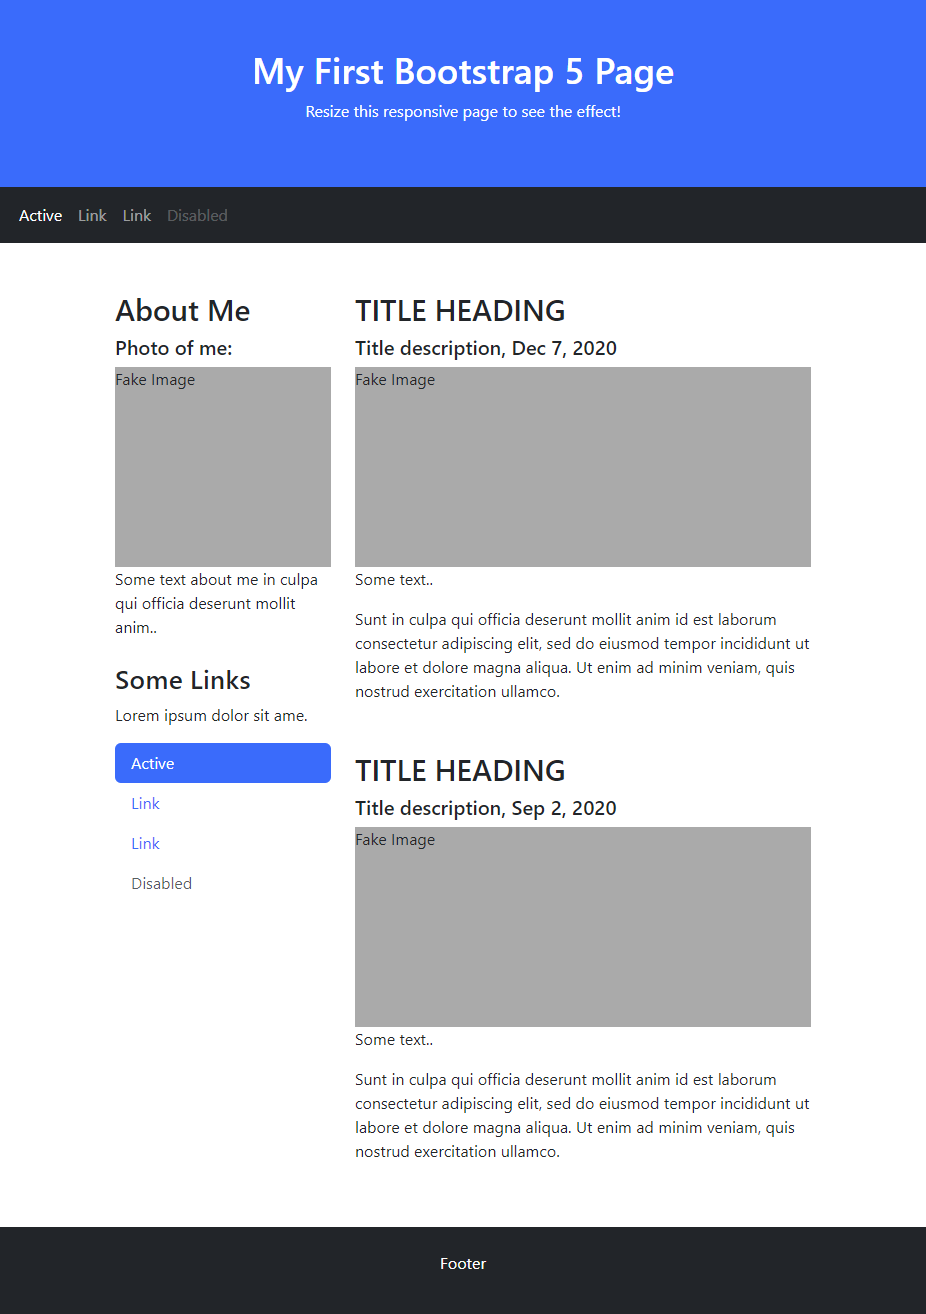 My First Bootstrap 5 Page
Resize this responsive page to see the effect!
Active Link Link Disabled
About Me
Photo of me:
Fake Image
Some text about me in culpa
qui officia deserunt mollit
anim..
Some Links
Lorem ipsum dolor sit ame.
Active
Link
Link
Disabled
TITLE HEADING
Title description, Dec 7, 2020
Fake Image
Some text..
Sunt in culpa qui officia deserunt mollit anim id est laborum
consectetur adipiscing elit, sed do eiusmod tempor incididunt ut
labore et dolore magna aliqua. Ut enim ad minim veniam, quis
nostrud exercitation ullamco.
TITLE HEADING
Title description, Sep 2, 2020
Fake Image
Some text..
Sunt in culpa qui officia deserunt mollit anim id est laborum
consectetur adipiscing elit, sed do eiusmod tempor incididunt ut
labore et dolore magna aliqua. Ut enim ad minim veniam, quis
nostrud exercitation ullamco.
Footer